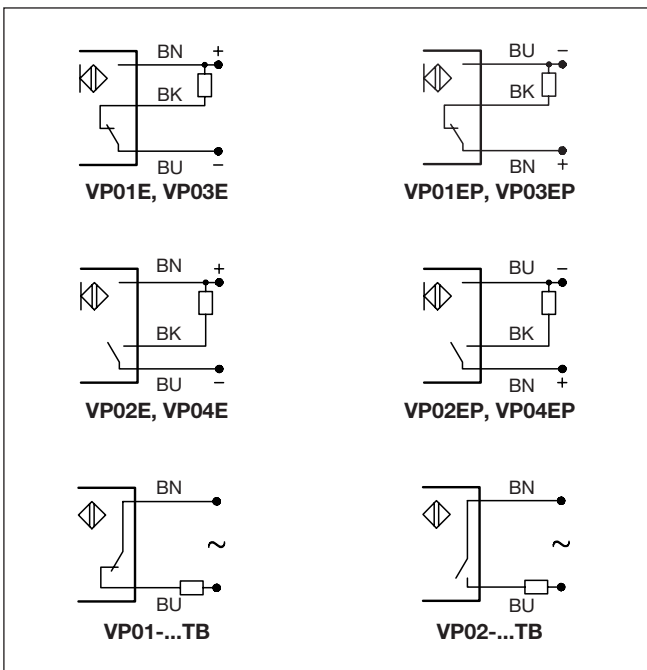 BN +
BK
BU −
VP01E, VP03E
BU −
BK
BN +
VP01EP, VP03EP
BN +
BK
BU −
VP02E, VP04E
BU −
BK
BN +
VP02EP, VP04EP
BN
~
BU
VP01-...TB
BN
~
BU
VP02-...TB